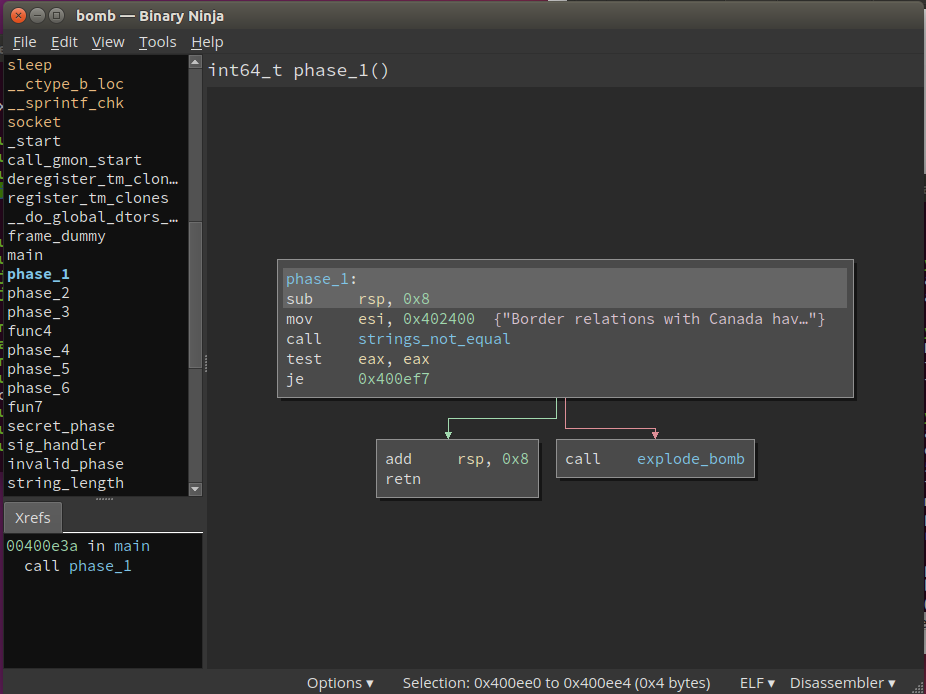 bomb — Binary Ninja
File Edit View Tools Help
sleep
__ctype_b_loc
__sprintf_chk
socket
_start
call_gmon_start
deregister_tm_clon…
register_tm_clones
__do_global_dtors_…
frame_dummy
main
phase_1
phase_2
phase_3
func4
phase_4
phase_5
phase_6
fun7
secret_phase
sig_handler
invalid_phase
string_length
Xrefs
00400e3a in main
call phase_1
int64_t phase_1()
phase_1:
sub rsp, 0x8
mov esi, 0x402400 {"Border relations with Canada hav…"}
call strings_not_equal
test eax, eax
je 0x400ef7
add rsp, 0x8
retn
call explode_bomb
Options ▾ Selection: 0x400ee0 to 0x400ee4 (0x4 bytes) ELF ▾ Disassembler ▾